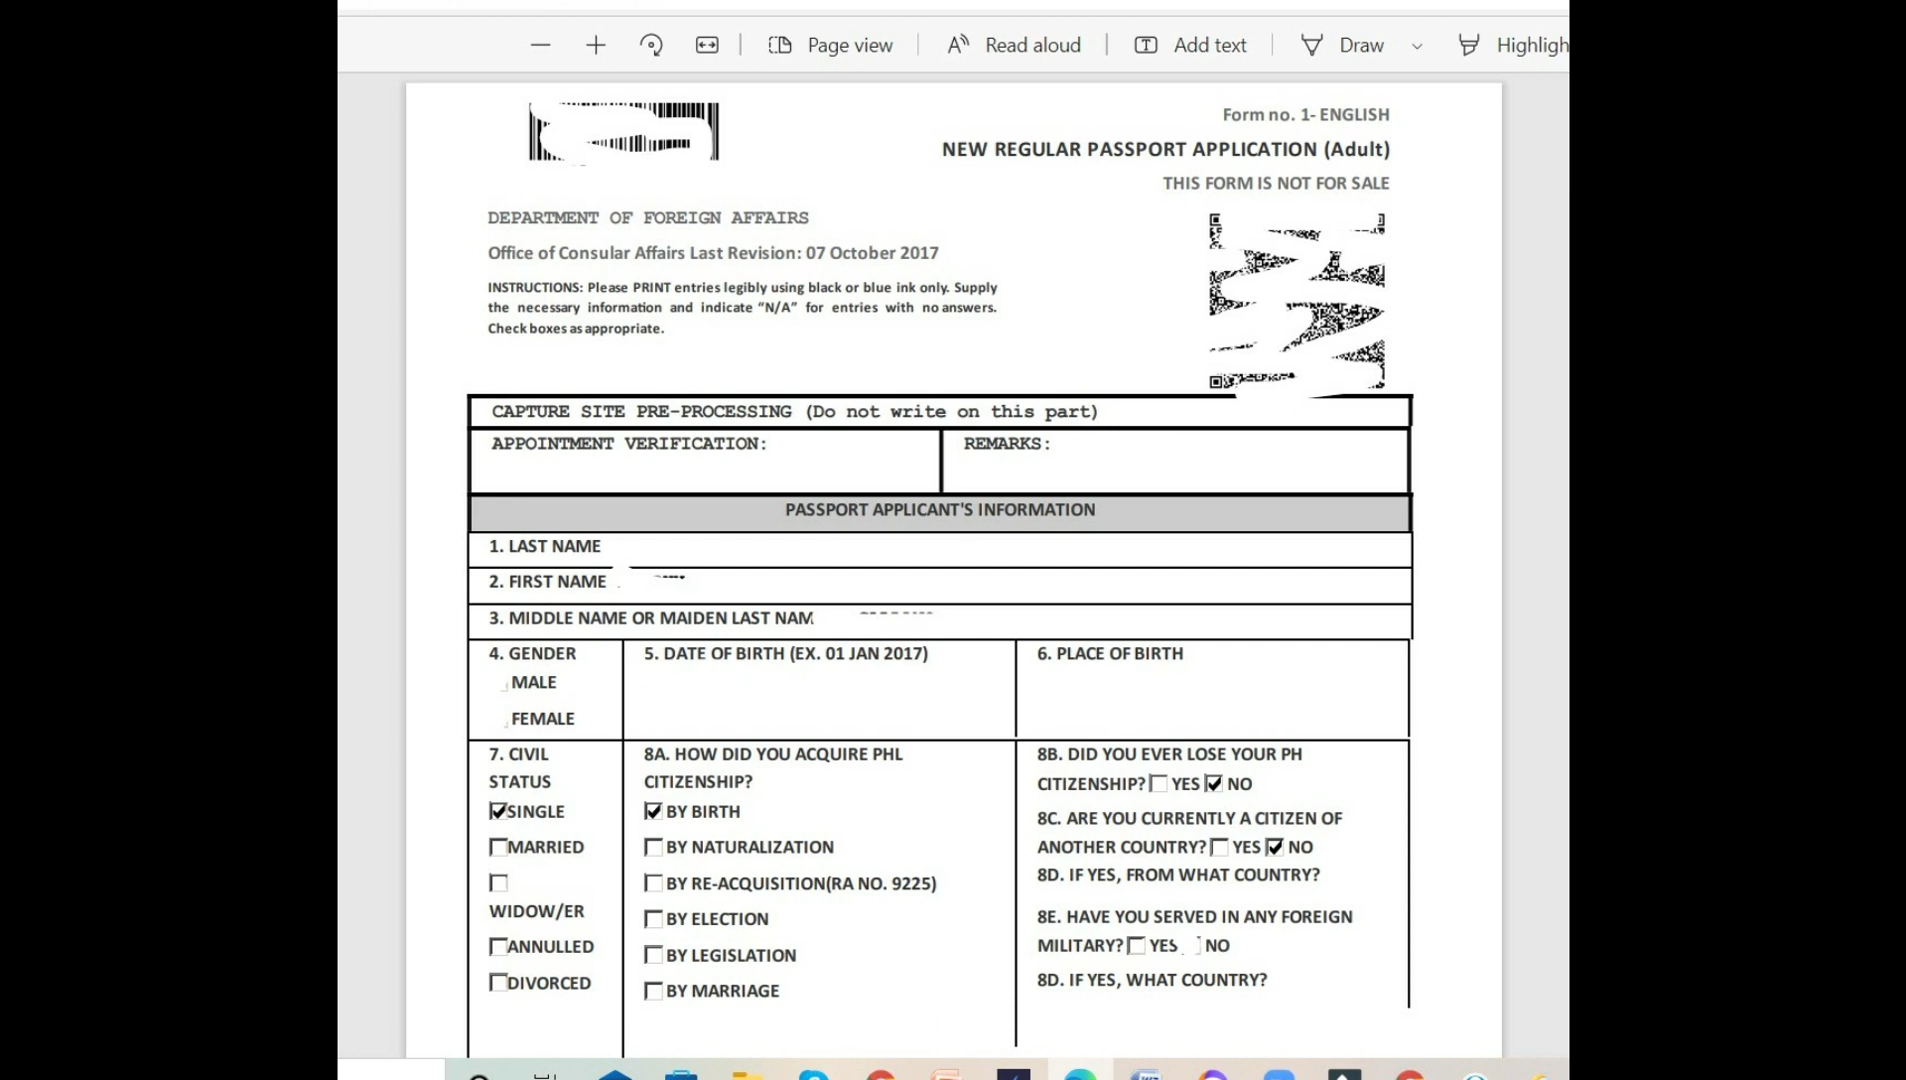 Page view
Read aloud
Add text
Draw
Highligh
Form no. 1- ENGLISH
NEW REGULAR PASSPORT APPLICATION (Adult)
THIS FORM IS NOT FOR SALE
DEPARTMENT OF FOREIGN AFFAIRS
Office of Consular Affairs Last Revision: 07 October 2017
INSTRUCTIONS: Please PRINT entries legibly using black or blue ink only. Supply
the necessary information and indicate “N/A” for entries with no answers.
Check boxes as appropriate.
CAPTURE SITE PRE-PROCESSING (Do not write on this part)
APPOINTMENT VERIFICATION:
REMARKS:
PASSPORT APPLICANT'S INFORMATION
1. LAST NAME
2. FIRST NAME
3. MIDDLE NAME OR MAIDEN LAST NAM
4. GENDER
MALE
FEMALE
5. DATE OF BIRTH (EX. 01 JAN 2017)
6. PLACE OF BIRTH
7. CIVIL
STATUS
SINGLE
MARRIED
WIDOW/ER
ANNULLED
DIVORCED
8A. HOW DID YOU ACQUIRE PHL
CITIZENSHIP?
BY BIRTH
BY NATURALIZATION
BY RE-ACQUISITION(RA NO. 9225)
BY ELECTION
BY LEGISLATION
BY MARRIAGE
8B. DID YOU EVER LOSE YOUR PH
CITIZENSHIP? YES NO
8C. ARE YOU CURRENTLY A CITIZEN OF
ANOTHER COUNTRY? YES NO
8D. IF YES, FROM WHAT COUNTRY?
8E. HAVE YOU SERVED IN ANY FOREIGN
MILITARY? YES NO
8D. IF YES, WHAT COUNTRY?